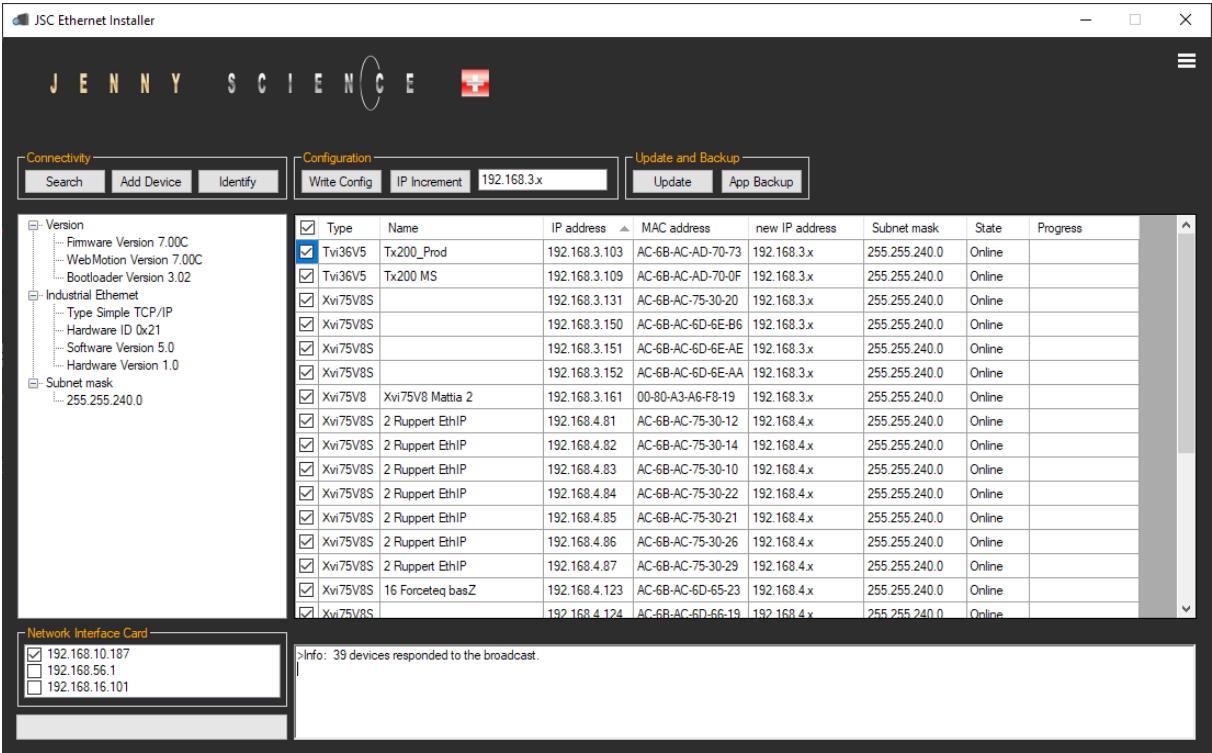 JSC Ethernet Installer
JENNY SCIENCE
Connectivity
Search Add Device Identify
Configuration
Write Config IP Increment 192.168.3.x
Update and Backup
Update App Backup
Version
Firmware Version 7.00C
WebMotion Version 7.00C
Bootloader Version 3.02
Industrial Ethernet
Type Simple TCP/IP
Hardware ID 0x21
Software Version 5.0
Hardware Version 1.0
Subnet mask
255.255.240.0
Type Name IP address MAC address new IP address Subnet mask State Progress
Tvi36V5 Tx200_Prod 192.168.3.103 AC-6B-AC-AD-70-73 192.168.3.x 255.255.240.0 Online
Tvi36V5 Tx200 MS 192.168.3.109 AC-6B-AC-AD-70-0F 192.168.3.x 255.255.240.0 Online
Xvi75V8S 192.168.3.131 AC-6B-AC-75-30-20 192.168.3.x 255.255.240.0 Online
Xvi75V8S 192.168.3.150 AC-6B-AC-6D-6E-B6 192.168.3.x 255.255.240.0 Online
Xvi75V8S 192.168.3.151 AC-6B-AC-6D-6E-AE 192.168.3.x 255.255.240.0 Online
Xvi75V8S 192.168.3.152 AC-6B-AC-6D-6E-AA 192.168.3.x 255.255.240.0 Online
Xvi75V8 Xvi75V8 Mattia 2 192.168.3.161 00-80-A3-A6-F8-19 192.168.3.x 255.255.240.0 Online
Xvi75V8S 2 Ruppert EthIP 192.168.4.81 AC-6B-AC-75-30-12 192.168.4.x 255.255.240.0 Online
Xvi75V8S 2 Ruppert EthIP 192.168.4.82 AC-6B-AC-75-30-14 192.168.4.x 255.255.240.0 Online
Xvi75V8S 2 Ruppert EthIP 192.168.4.83 AC-6B-AC-75-30-10 192.168.4.x 255.255.240.0 Online
Xvi75V8S 2 Ruppert EthIP 192.168.4.84 AC-6B-AC-75-30-22 192.168.4.x 255.255.240.0 Online
Xvi75V8S 2 Ruppert EthIP 192.168.4.85 AC-6B-AC-75-30-21 192.168.4.x 255.255.240.0 Online
Xvi75V8S 2 Ruppert EthIP 192.168.4.86 AC-6B-AC-75-30-26 192.168.4.x 255.255.240.0 Online
Xvi75V8S 2 Ruppert EthIP 192.168.4.87 AC-6B-AC-75-30-29 192.168.4.x 255.255.240.0 Online
Xvi75V8S 16 Forceteq basZ 192.168.4.123 AC-6B-AC-6D-65-23 192.168.4.x 255.255.240.0 Online
Xvi75V8S 192.168.4.124 AC-6B-AC-6D-66-19 192.168.4.x 255.255.240.0 Online
Network Interface Card
192.168.10.187
192.168.56.1
192.168.16.101
>Info: 39 devices responded to the broadcast.